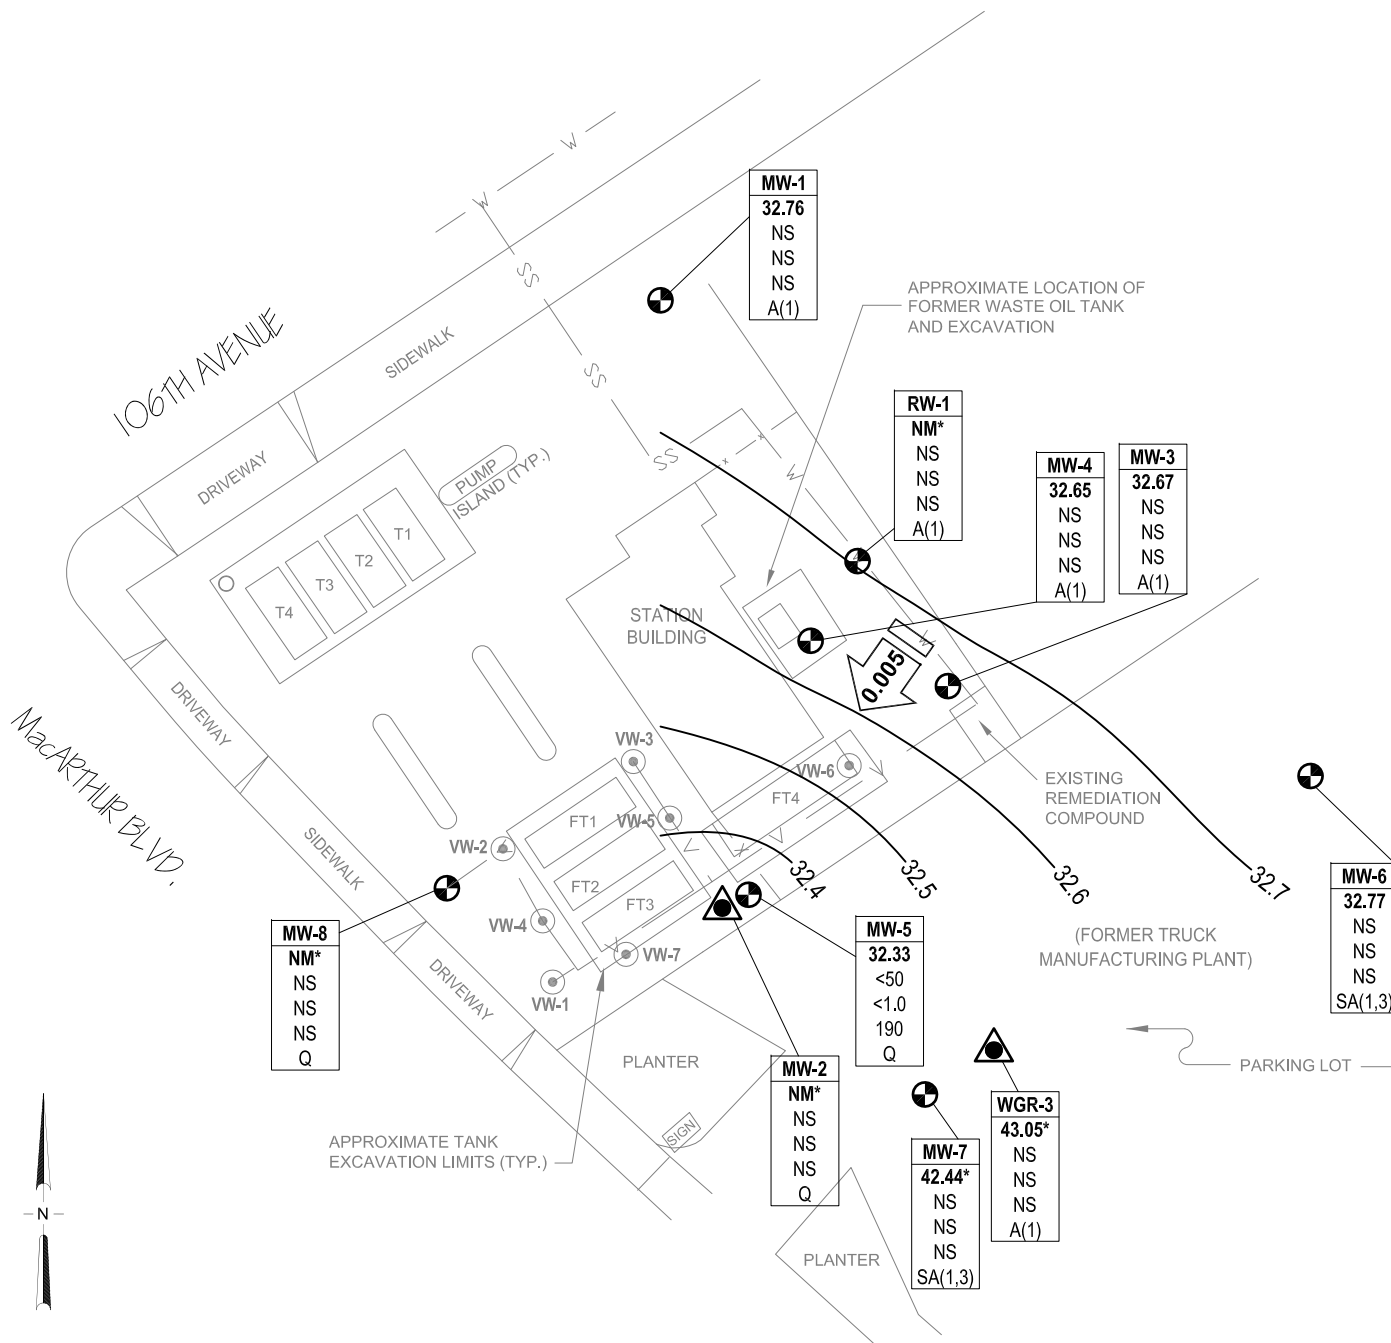 W
W
MW-1
32.76
NS
NS
NS
A(1)
SS
APPROXIMATE LOCATION OF
FORMER WASTE OIL TANK
AND EXCAVATION
106TH AVENUE
SIDEWALK
SS
RW-1
NM*
NS
NS
NS
A(1)
MW-4
32.65
NS
NS
NS
A(1)
MW-3
32.67
NS
NS
NS
A(1)
DRIVEWAY
PUMP
ISLAND (TYP.)
SS
x
x
W
T1
T2
T3
T4
STATION
BUILDING
W
0.005
DRIVEWAY
MacARTHUR BLVD.
VW-3
VW-6
FT4
EXISTING
REMEDIATION
COMPOUND
FT1
VW-5
VW-2
SIDEWALK
FT2
FT3
32.4
32.5
32.6
32.7
MW-6
32.77
NS
NS
NS
SA(1,3)
VW-4
MW-8
NM*
NS
NS
NS
Q
VW-7
VW-1
DRIVEWAY
MW-5
32.33
<50
<1.0
190
Q
(FORMER TRUCK
MANUFACTURING PLANT)
PLANTER
MW-2
NM*
NS
NS
NS
Q
PARKING LOT
WGR-3
43.05*
NS
NS
NS
A(1)
SIGN
APPROXIMATE TANK
EXCAVATION LIMITS (TYP.)
MW-7
42.44*
NS
NS
NS
SA(1,3)
N
PLANTER